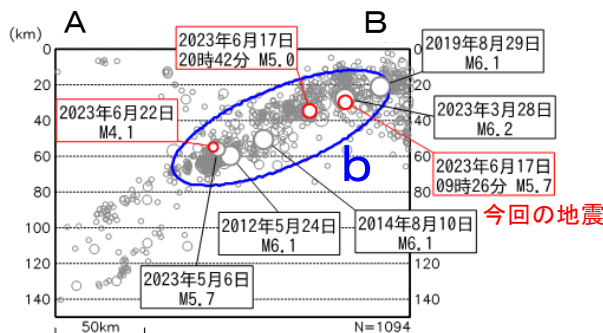 A
B
(km)
0
20
40
60
80
100
120
140
0
20
40
60
80
100
120
140
2023年6月17日
20時42分 M5.0
2019年8月29日
M6.1
2023年6月22日
M4.1
2023年3月28日
M6.2
2023年6月17日
09時26分 M5.7
今回の地震
b
2012年5月24日
M6.1
2014年8月10日
M6.1
2023年5月6日
M5.7
50km
N=1094